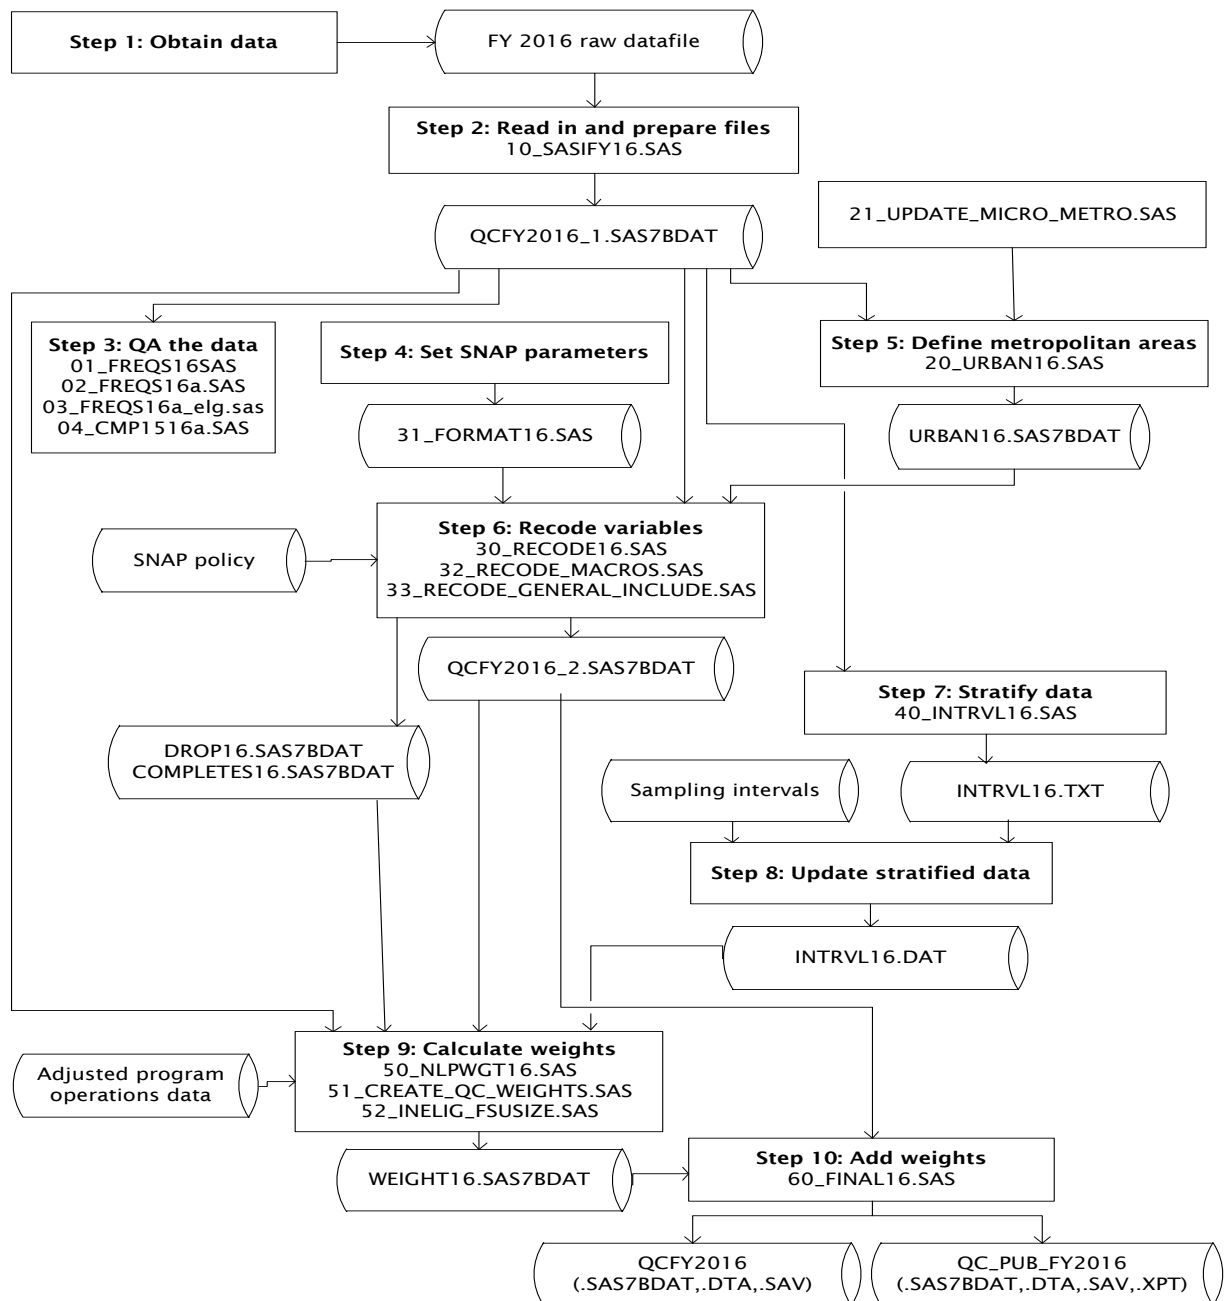 Step 1: Obtain data
FY 2016 raw datafile
Step 2: Read in and prepare files
10_SASIFY16.SAS
QCFY2016_1.SAS7BDAT
21_UPDATE_MICRO_METRO.SAS
Step 3: QA the data
01_FREQS16SAS
02_FREQS16a.SAS
03_FREQS16a_elg.sas
04_CMP1516a.SAS
Step 4: Set SNAP parameters
Step 5: Define metropolitan areas
20_URBAN16.SAS
31_FORMAT16.SAS
URBAN16.SAS7BDAT
Step 6: Recode variables
30_RECODE16.SAS
32_RECODE_MACROS.SAS
33_RECODE_GENERAL_INCLUDE.SAS
SNAP policy
QCFY2016_2.SAS7BDAT
Step 7: Stratify data
40_INTRVL16.SAS
DROP16.SAS7BDAT
COMPLETES16.SAS7BDAT
Sampling intervals
INTRVL16.TXT
Step 8: Update stratified data
INTRVL16.DAT
Step 9: Calculate weights
50_NLPWGT16.SAS
51_CREATE_QC_WEIGHTS.SAS
52_INELIG_FSUSIZE.SAS
Adjusted program
operations data
WEIGHT16.SAS7BDAT
Step 10: Add weights
60_FINAL16.SAS
QCFY2016
(.SAS7BDAT,.DTA,.SAV)
QC_PUB_FY2016
(.SAS7BDAT,.DTA,.SAV,.XPT)